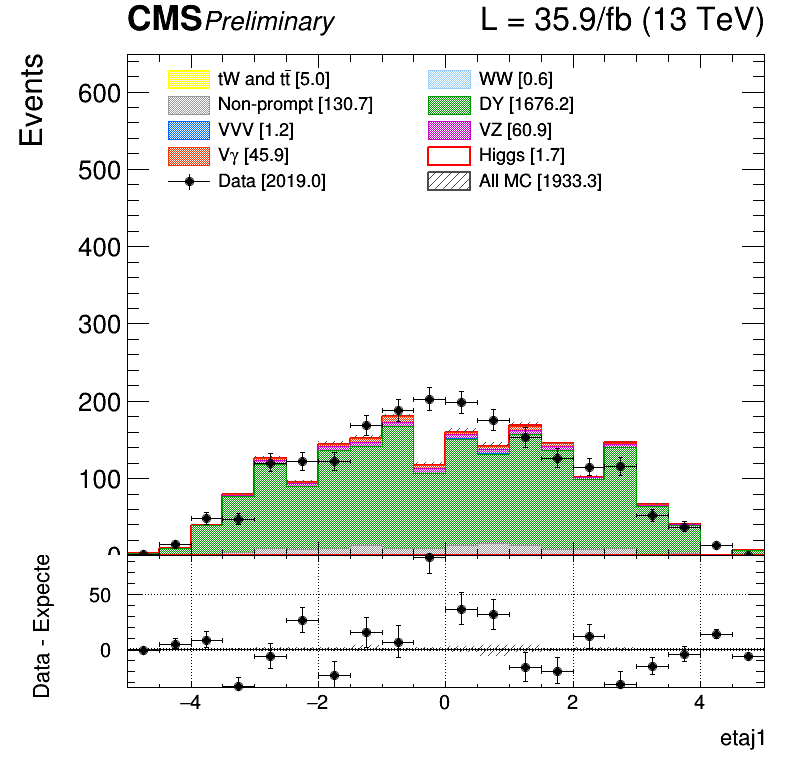 CMS Preliminary L = 35.9/fb (13 TeV)
Events
600
500
400
300
200
100
0
tW and tt̄ [5.0]
Non-prompt [130.7]
VVV [1.2]
Vγ [45.9]
Data [2019.0]
WW [0.6]
DY [1676.2]
VZ [60.9]
Higgs [1.7]
All MC [1933.3]
Data - Expecte
50
0
−4 −2 0 2 4
etaj1